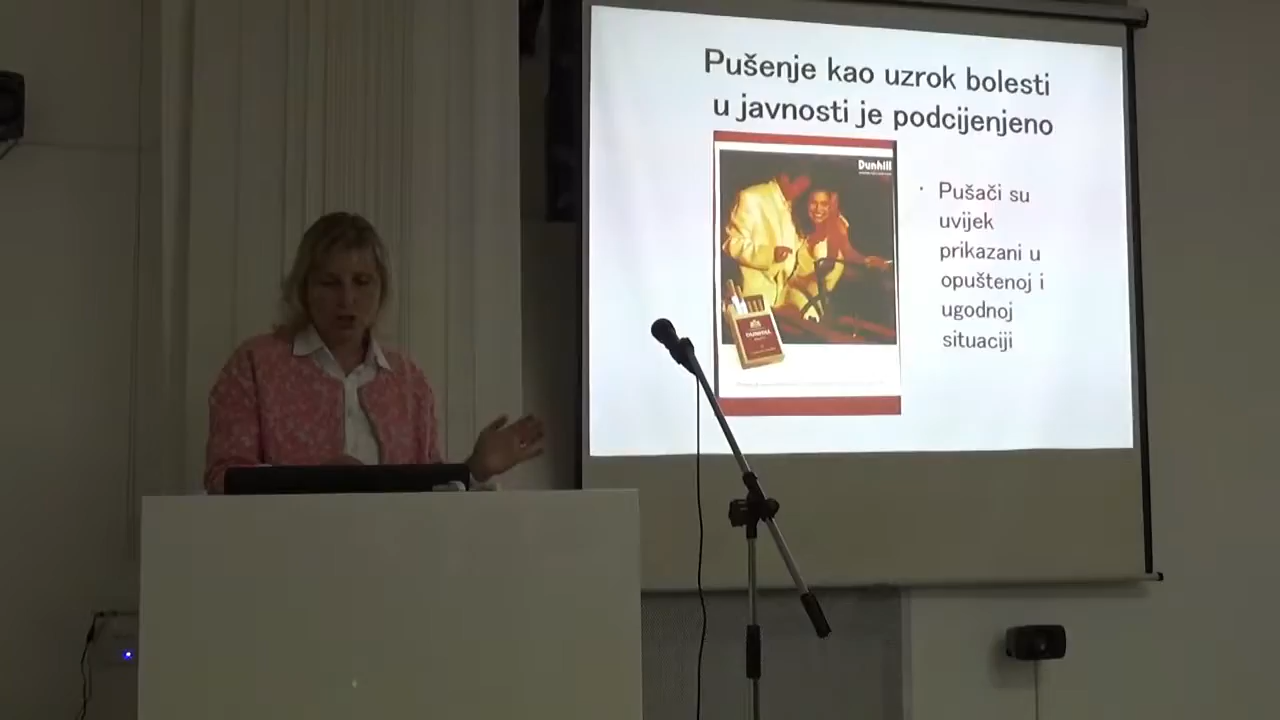 Pušenje kao uzrok bolesti
u javnosti je podcijenjeno
Dunhill
• Pušači su
uvijek
prikazani u
opuštenoj i
ugodnoj
situaciji